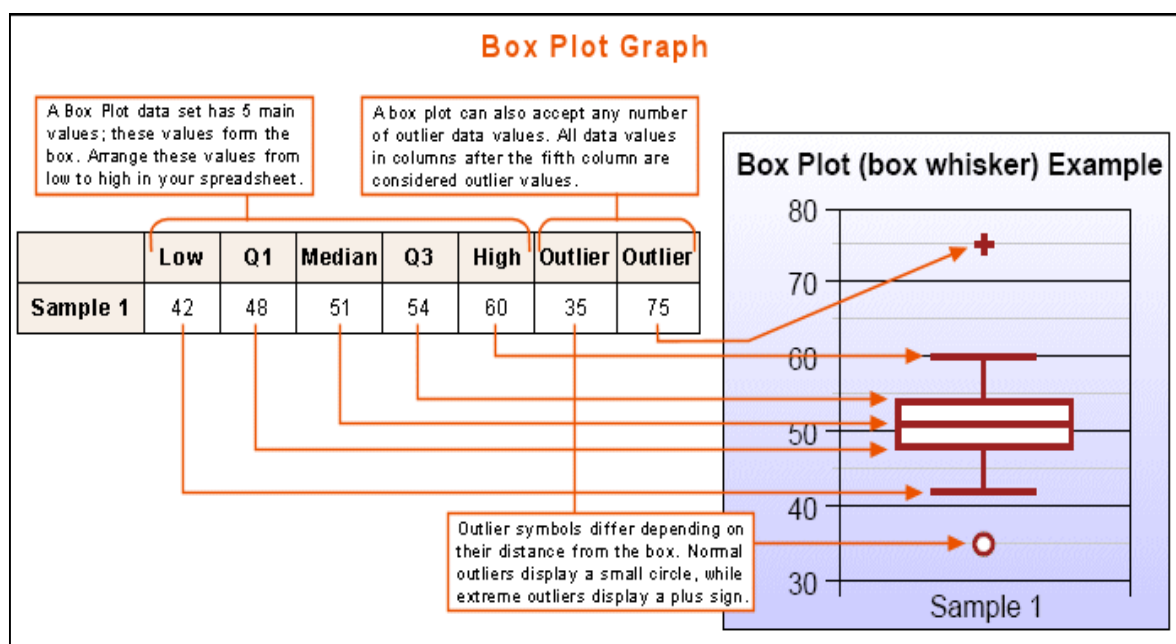 Box Plot Graph
A Box Plot data set has 5 main
values; these values form the
box. Arrange these values from
low to high in your spreadsheet.
A box plot can also accept any number
of outlier data values. All data values
in columns after the fifth column are
considered outlier values.
Low Q1 Median Q3 High Outlier Outlier
Sample 1 42 48 51 54 60 35 75
Box Plot (box whisker) Example
80
70
60
50
40
30
Sample 1
Outlier symbols differ depending on
their distance from the box. Normal
outliers display a small circle, while
extreme outliers display a plus sign.